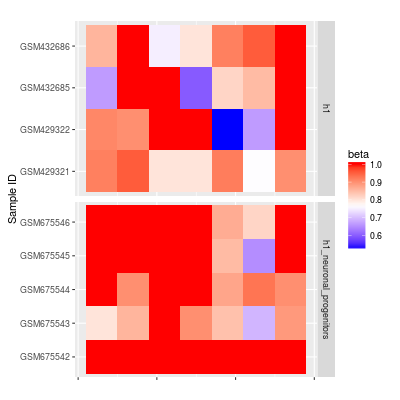 Sample ID
GSM432686
GSM432685
GSM429322
GSM429321
h1
GSM675546
GSM675545
GSM675544
GSM675543
GSM675542
h1_neuronal_progenitors
beta
1.0
0.9
0.8
0.7
0.6